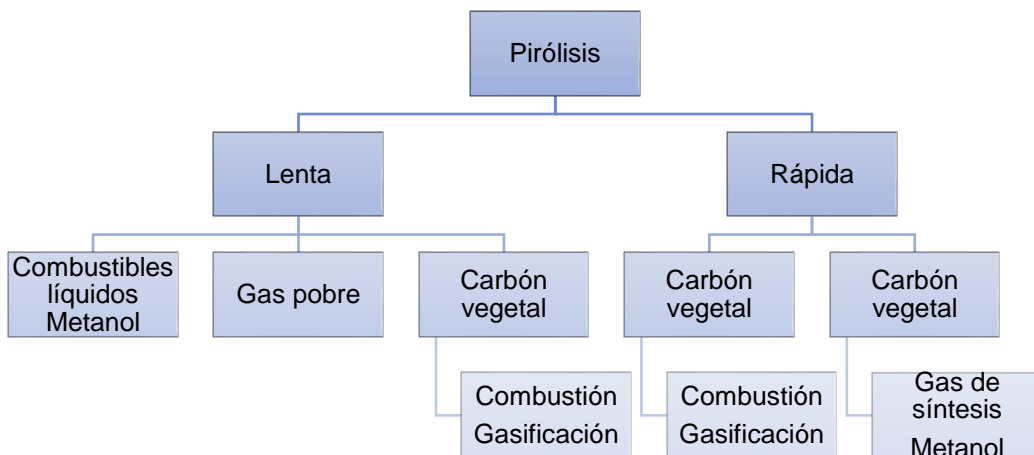 Pirólisis
Lenta
Rápida
Combustibles
líquidos
Metanol
Gas pobre
Carbón
vegetal
Carbón
vegetal
Carbón
vegetal
Combustión
Gasificación
Combustión
Gasificación
Gas de
síntesis
Metanol